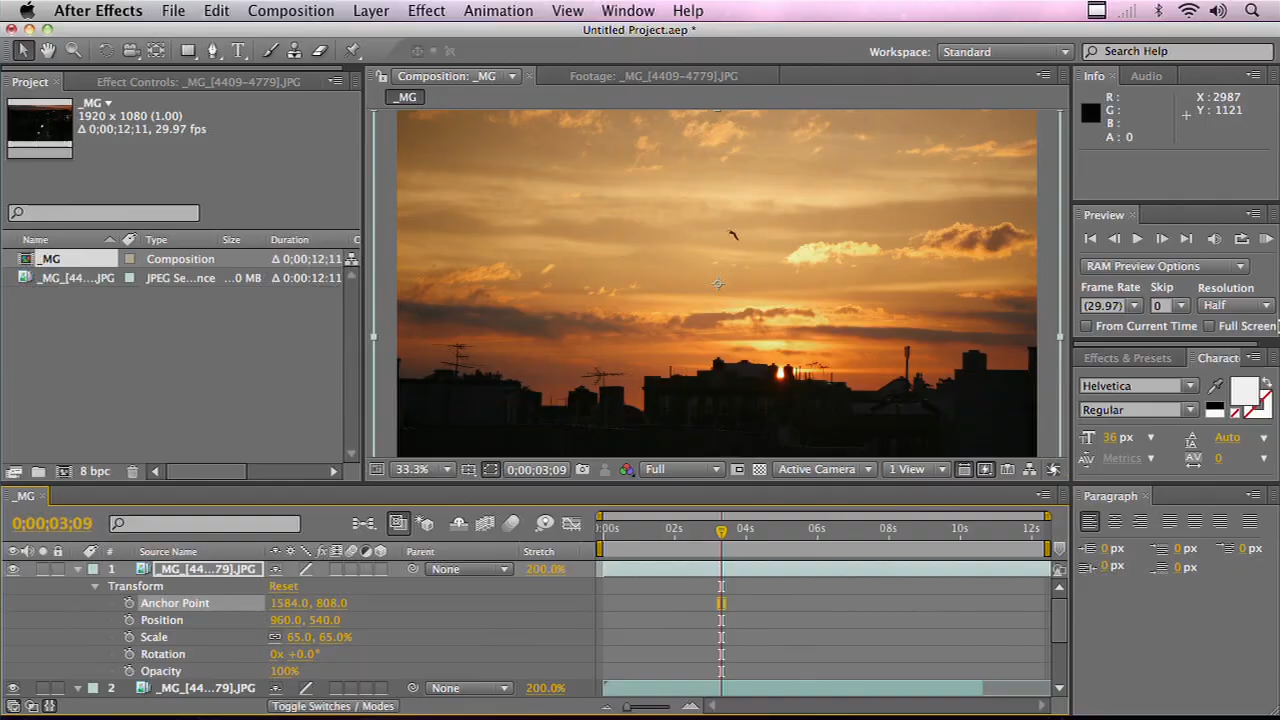 After Effects File Edit Composition Layer Effect Animation View Window Help
Untitled Project.aep *
Workspace: Standard Search Help
Project Effect Controls: _MG_[4409-4779].JPG
Composition: _MG Footage: _MG_[4409-4779].JPG
Info Audio
_MG
1920 x 1080 (1.00)
Δ 0;00;12;11, 29.97 fps
_MG
R : X : 2987
G : Y : 1121
B :
A : 0
Preview
Name Type Size Duration C
_MG Composition 0;00;12;11
_MG_[44...79].JPG JPEG Se...nce ...0 MB 0;00;12;11
RAM Preview Options
Frame Rate Skip Resolution
(29.97) 0 Half
From Current Time Full Screen
Effects & Presets Charact
Helvetica
Regular
36 px Auto
Metrics 0
8 bpc
33.3% 0;00;03;09 Full Active Camera 1 View
_MG
0;00;03;09
:00s 02s 04s 06s 08s 10s 12s
# Source Name Parent Stretch
1 _MG_[44...79].JPG None 200.0%
Transform Reset
Anchor Point 1584.0, 808.0
Position 960.0, 540.0
Scale 65.0, 65.0%
Rotation 0x +0.0°
Opacity 100%
2 _MG_[44...79].JPG None 200.0%
Toggle Switches / Modes
Paragraph
0 px 0 px 0 px
0 px 0 px